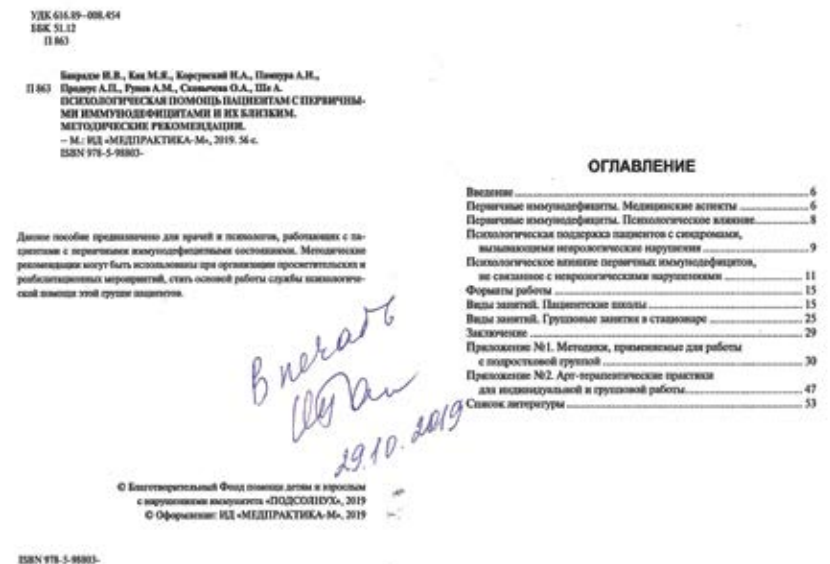 УДК 616.89–008.454
ББК 51.12
П 863
Бакрадзе И.В., Кан М.Я., Корсунский И.А., Пампура А.Н.,
П 863 Продеус А.П., Румянцев А.М., Скопычева О.А., Ше А.
ПСИХОЛОГИЧЕСКАЯ ПОМОЩЬ ПАЦИЕНТАМ С ПЕРВИЧНЫ-
МИ ИММУНОДЕФИЦИТАМИ И ИХ БЛИЗКИМ.
МЕТОДИЧЕСКИЕ РЕКОМЕНДАЦИИ.
– М.: ИД «МЕДПРАКТИКА-М», 2019. 56 с.
ISBN 978-5-98803-
Данное пособие предназначено для врачей и психологов, работающих с па-
циентами с первичными иммунодефицитными состояниями. Методические
рекомендации могут быть использованы при организации просветительских и
реабилитационных мероприятий, стать основой работы службы психологиче-
ской помощи этой группе пациентов.
В печать
29.10.2019
© Благотворительный Фонд помощи детям и взрослым
с нарушениями иммунитета «ПОДСОЛНУХ», 2019
© Оформление: ИД «МЕДПРАКТИКА-М», 2019
ISBN 978-5-98803-
ОГЛАВЛЕНИЕ
Введение 6
Первичные иммунодефициты. Медицинские аспекты 6
Первичные иммунодефициты. Психологическое влияние 8
Психологическая поддержка пациентов с синдромами,
вызывающими неврологические нарушения 9
Психологическое влияние первичных иммунодефицитов,
не связанное с неврологическими нарушениями 11
Форматы работы 15
Виды занятий. Пациентские школы 15
Виды занятий. Групповые занятия в стационаре 25
Заключение 29
Приложение №1. Методики, применяемые для работы
с подростковой группой 30
Приложение №2. Арт-терапевтические практики
для индивидуальной и групповой работы 47
Список литературы 53